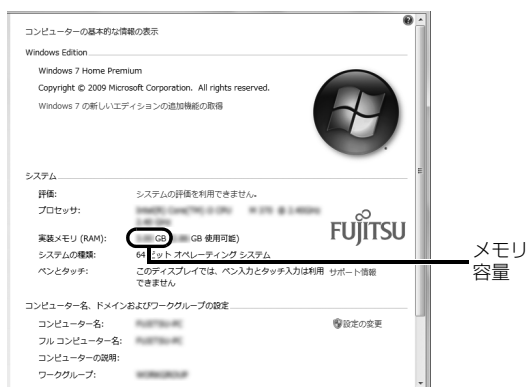 コンピューターの基本的な情報の表示
Windows Edition
Windows 7 Home Premium
Copyright © 2009 Microsoft Corporation. All rights reserved.
Windows 7 の新しいエディションの追加機能の取得
システム
評価: システムの評価を利用できません
プロセッサ:
FUJITSU
実装メモリ (RAM): GB GB 使用可能)
システムの種類: 64 ビット オペレーティング システム
ペンとタッチ: このディスプレイでは、ペン入力とタッチ入力は利用できません
サポート情報
メモリ
容量
コンピューター名、ドメインおよびワークグループの設定
コンピューター名:
設定の変更
フル コンピューター名:
コンピューターの説明:
ワークグループ: